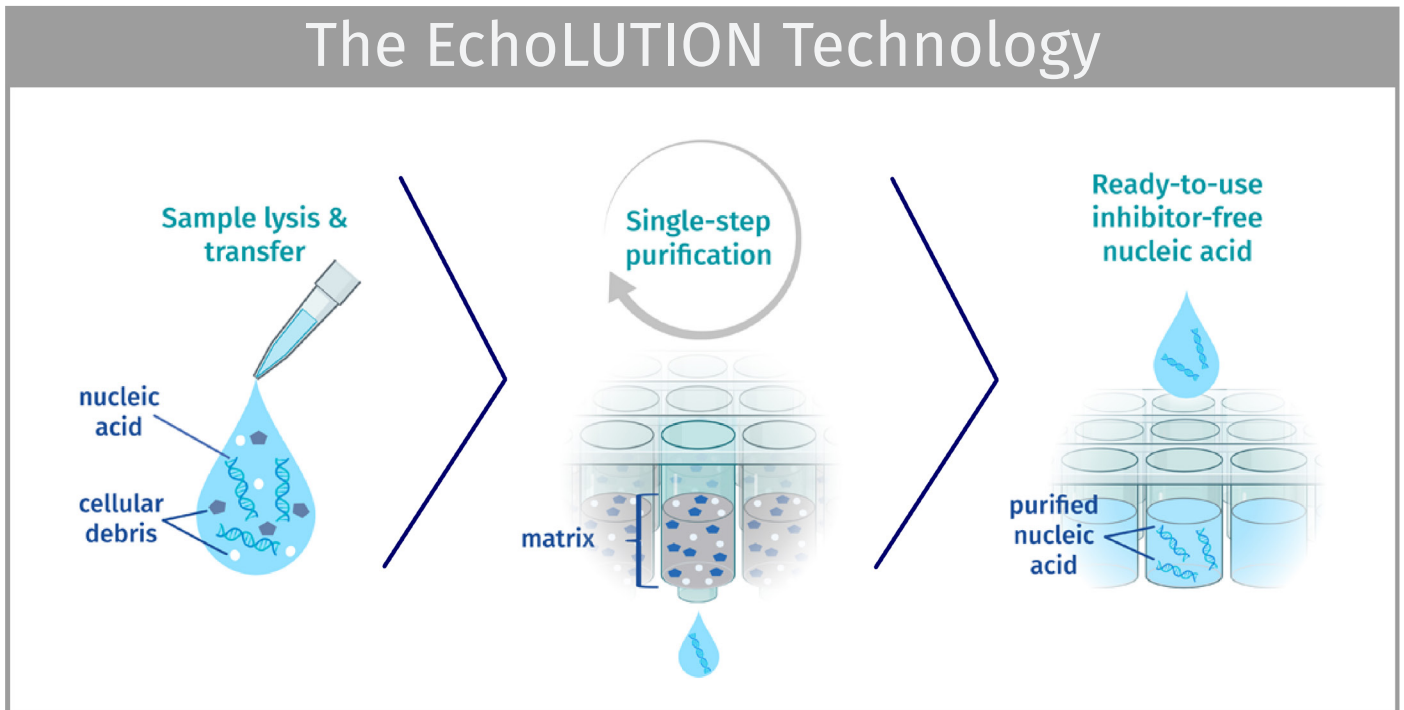 The EchoLUTION Technology
Sample lysis &
transfer
nucleic
acid
cellular
debris
Single-step
purification
matrix
Ready-to-use
inhibitor-free
nucleic acid
purified
nucleic
acid